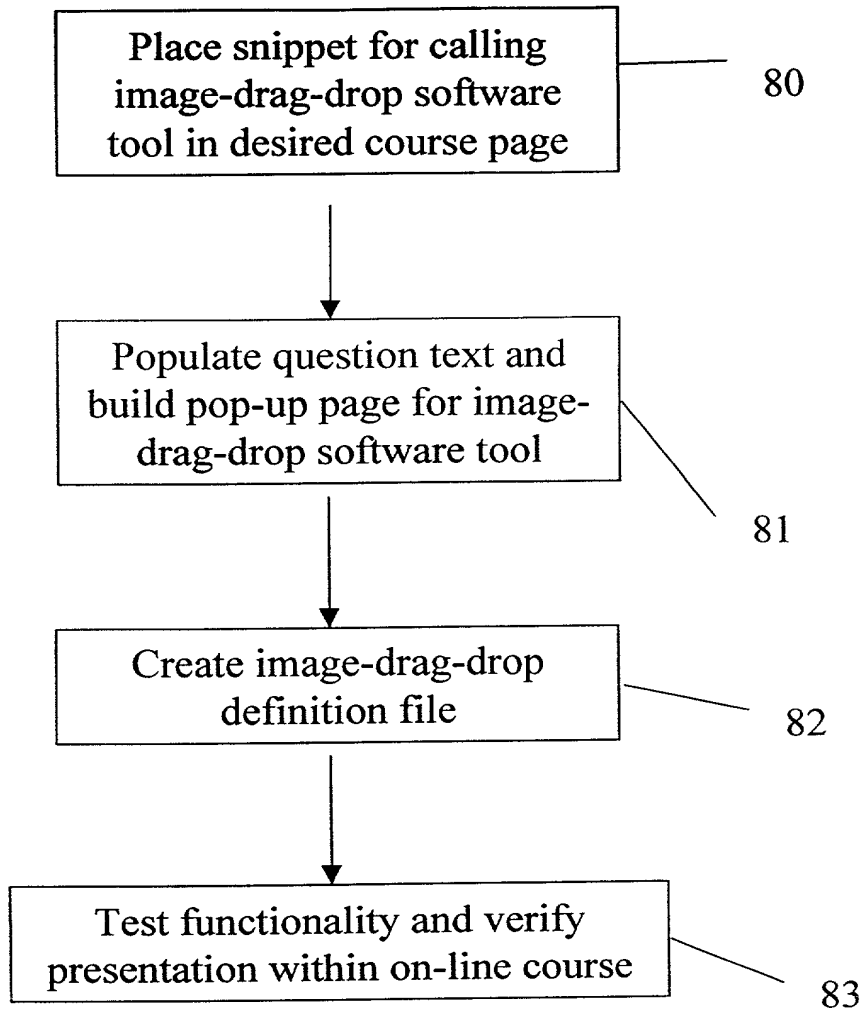 Place snippet for calling
image-drag-drop software
tool in desired course page
80
Populate question text and
build pop-up page for image-
drag-drop software tool
81
Create image-drag-drop
definition file
82
Test functionality and verify
presentation within on-line course
83